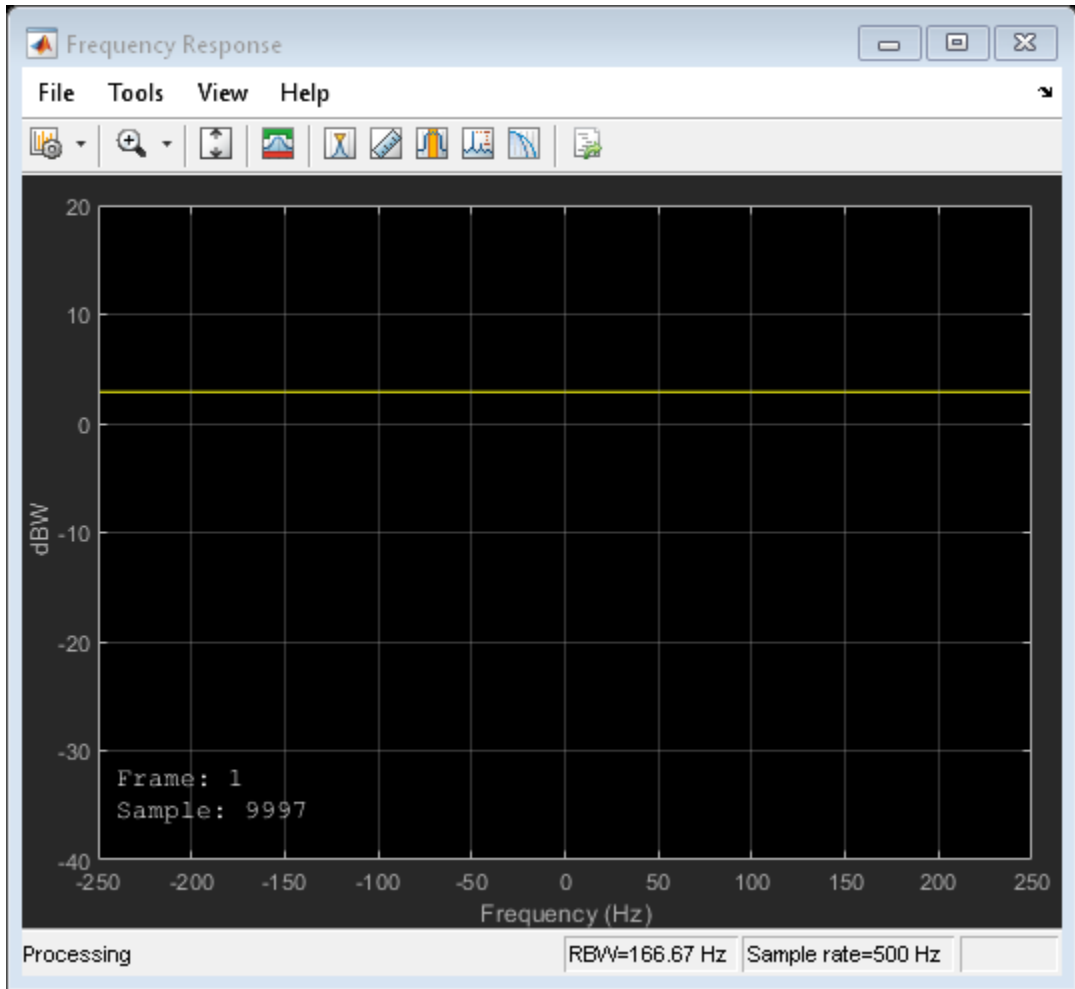 Frequency Response
File Tools View Help
20
10
0
-10
-20
-30
-40
dBW
Frame: 1
Sample: 9997
-250 -200 -150 -100 -50 0 50 100 150 200 250
Frequency (Hz)
Processing RBW=166.67 Hz Sample rate=500 Hz